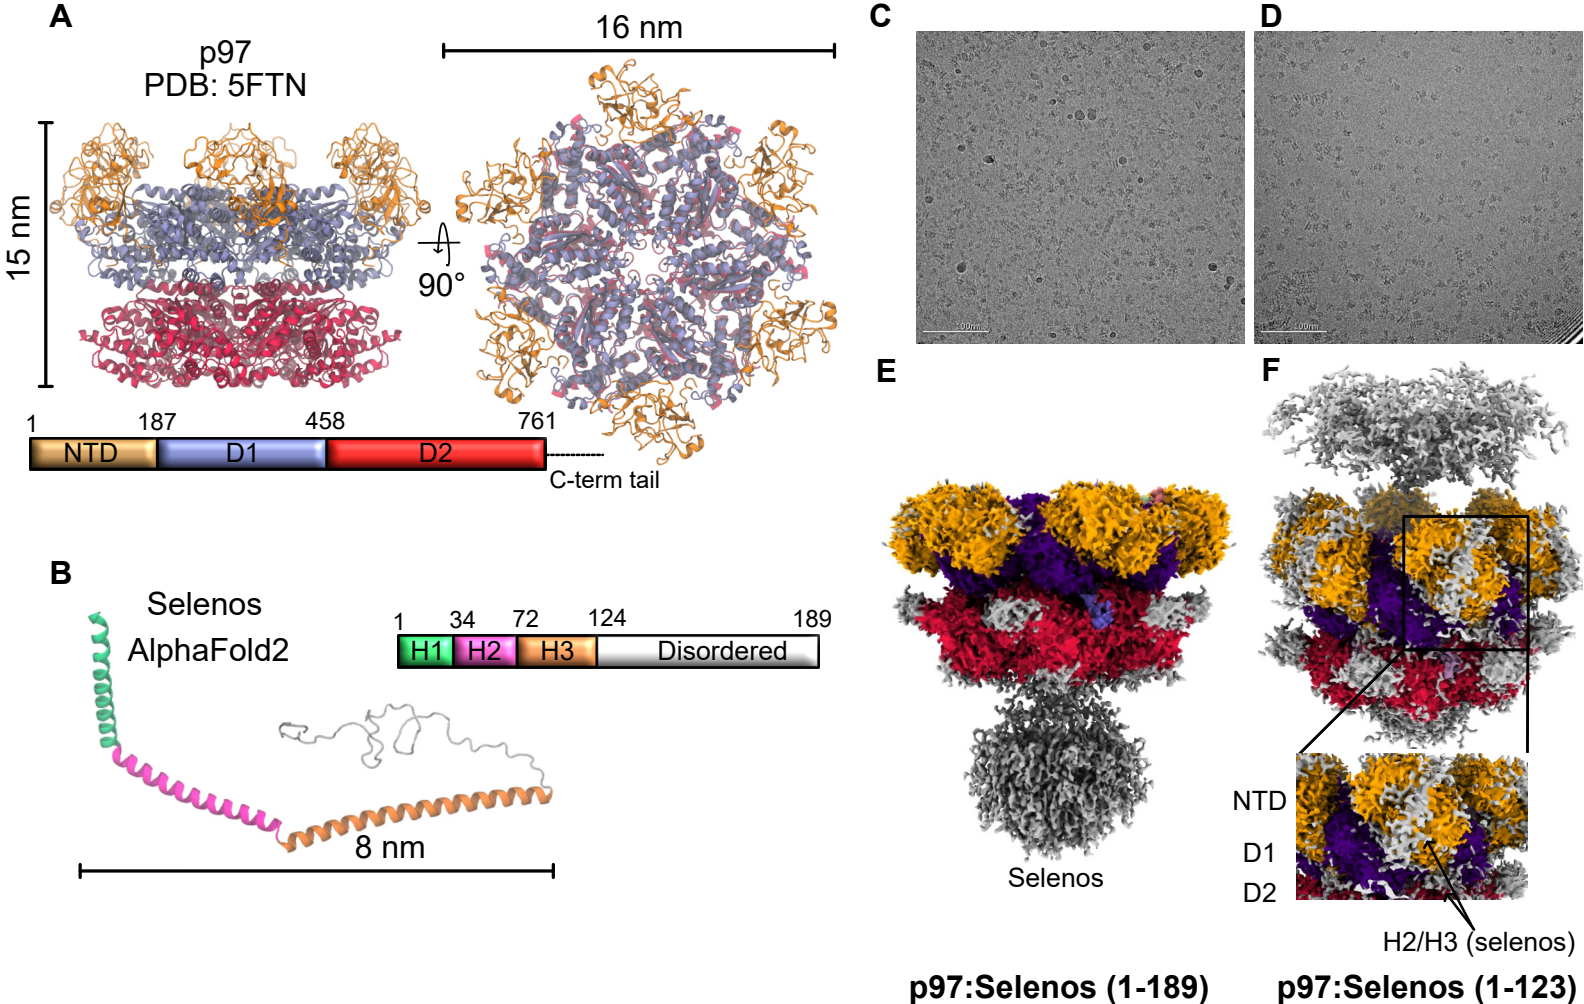 A
p97
PDB: 5FTN
16 nm
15 nm
90°
1 187 458 761
NTD D1 D2
C-term tail
B
Selenos
AlphaFold2
1 34 72 124 189
H1 H2 H3 Disordered
8 nm
C
100nm
D
100nm
E
Selenos
p97:Selenos (1-189)
F
NTD
D1
D2
H2/H3 (selenos)
p97:Selenos (1-123)